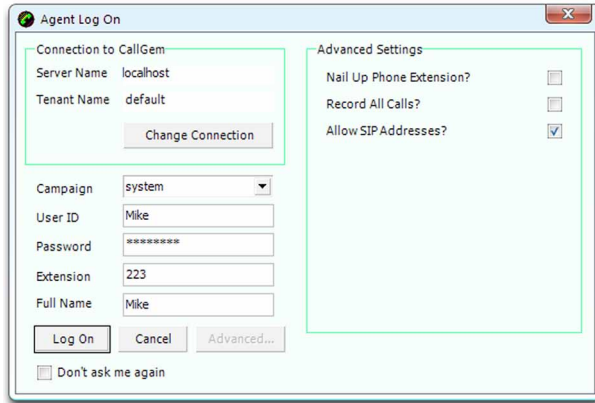 Agent Log On
Connection to CallGem
Server Name localhost
Tenant Name default
Change Connection
Campaign system
User ID Mike
Password ********
Extension 223
Full Name Mike
Log On Cancel Advanced...
Don't ask me again
Advanced Settings
Nail Up Phone Extension?
Record All Calls?
Allow SIP Addresses?